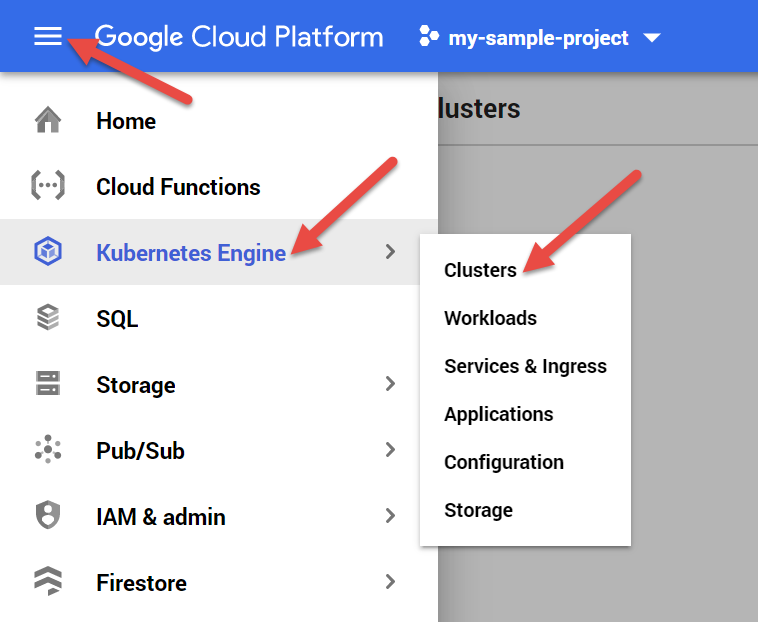 Google Cloud Platform my-sample-project
lusters
Home
Cloud Functions
Kubernetes Engine
SQL
Storage
Pub/Sub
IAM & admin
Firestore
Clusters
Workloads
Services & Ingress
Applications
Configuration
Storage